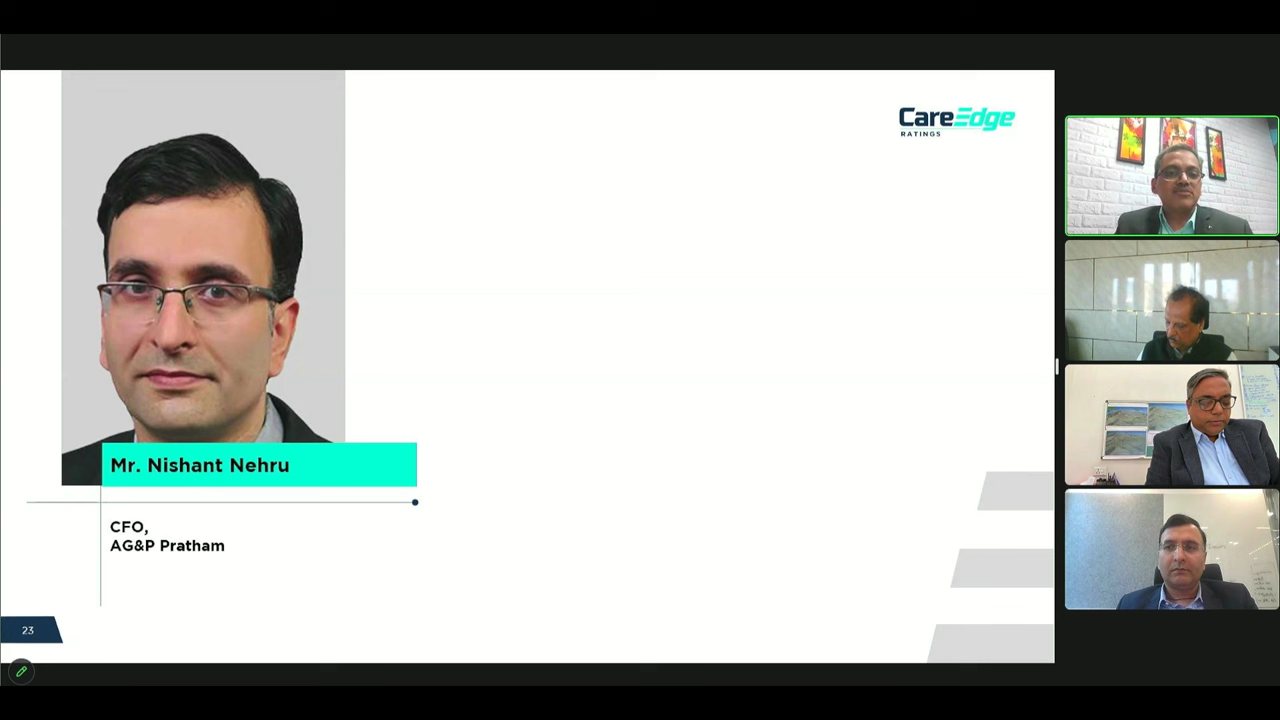 CareEdge
RATINGS
Mr. Nishant Nehru
CFO,
AG&P Pratham
23